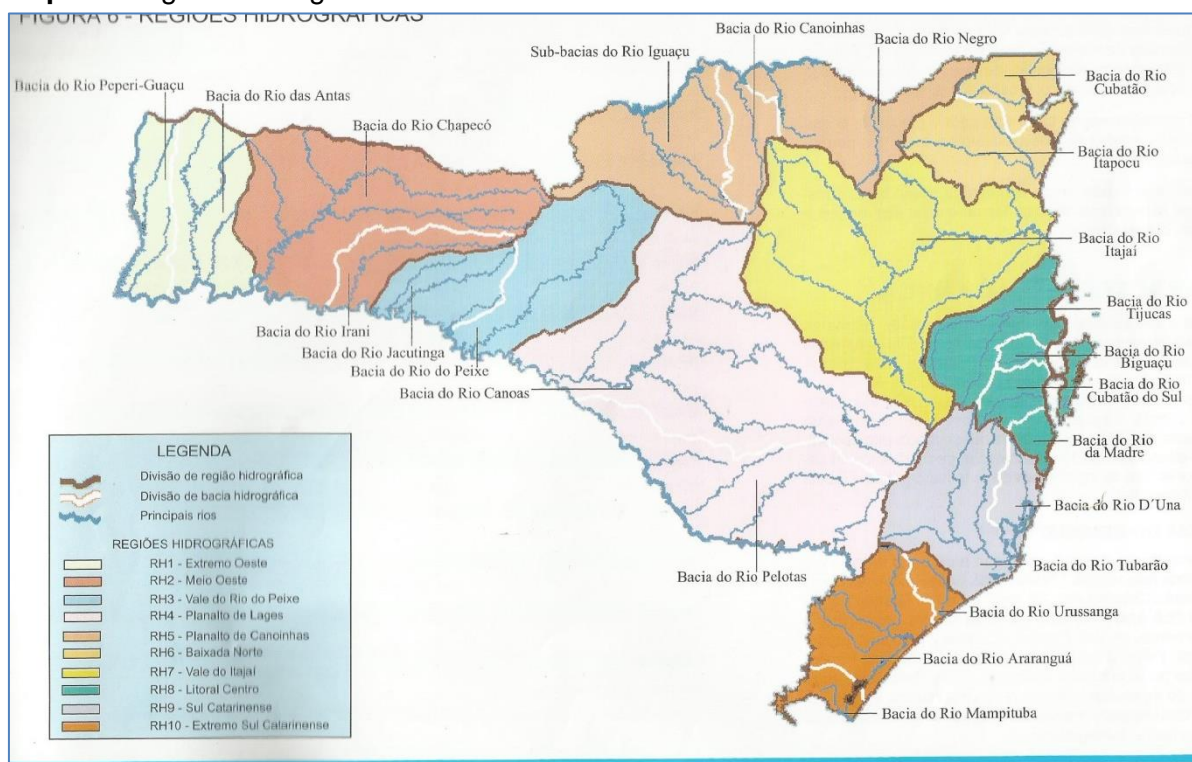 FIGURA 6 - REGIÕES HIDROGRÁFICAS
Bacia do Rio Canoinhas
Sub-bacias do Rio Iguaçu
Bacia do Rio Negro
Bacia do Rio Peperi-Guaçu
Bacia do Rio das Antas
Bacia do Rio Chapecó
Bacia do Rio
Cubatão
Bacia do Rio
Itapocu
Bacia do Rio
Itajaí
Bacia do Rio
Tijucas
Bacia do Rio
Biguaçu
Bacia do Rio
Cubatão do Sul
Bacia do Rio
da Madre
Bacia do Rio Irani
Bacia do Rio Jacutinga
Bacia do Rio do Peixe
Bacia do Rio Canoas
Bacia do Rio D´Una
Bacia do Rio Tubarão
Bacia do Rio Pelotas
Bacia do Rio Urussanga
Bacia do Rio Araranguá
Bacia do Rio Mampituba
LEGENDA
Divisão de região hidrográfica
Divisão de bacia hidrográfica
Principais rios
REGIÕES HIDROGRÁFICAS
RH1 - Extremo Oeste
RH2 - Meio Oeste
RH3 - Vale do Rio do Peixe
RH4 - Planalto de Lages
RH5 - Planalto de Canoinhas
RH6 - Baixada Norte
RH7 - Vale do Itajaí
RH8 - Litoral Centro
RH9 - Sul Catarinense
RH10 - Extremo Sul Catarinense